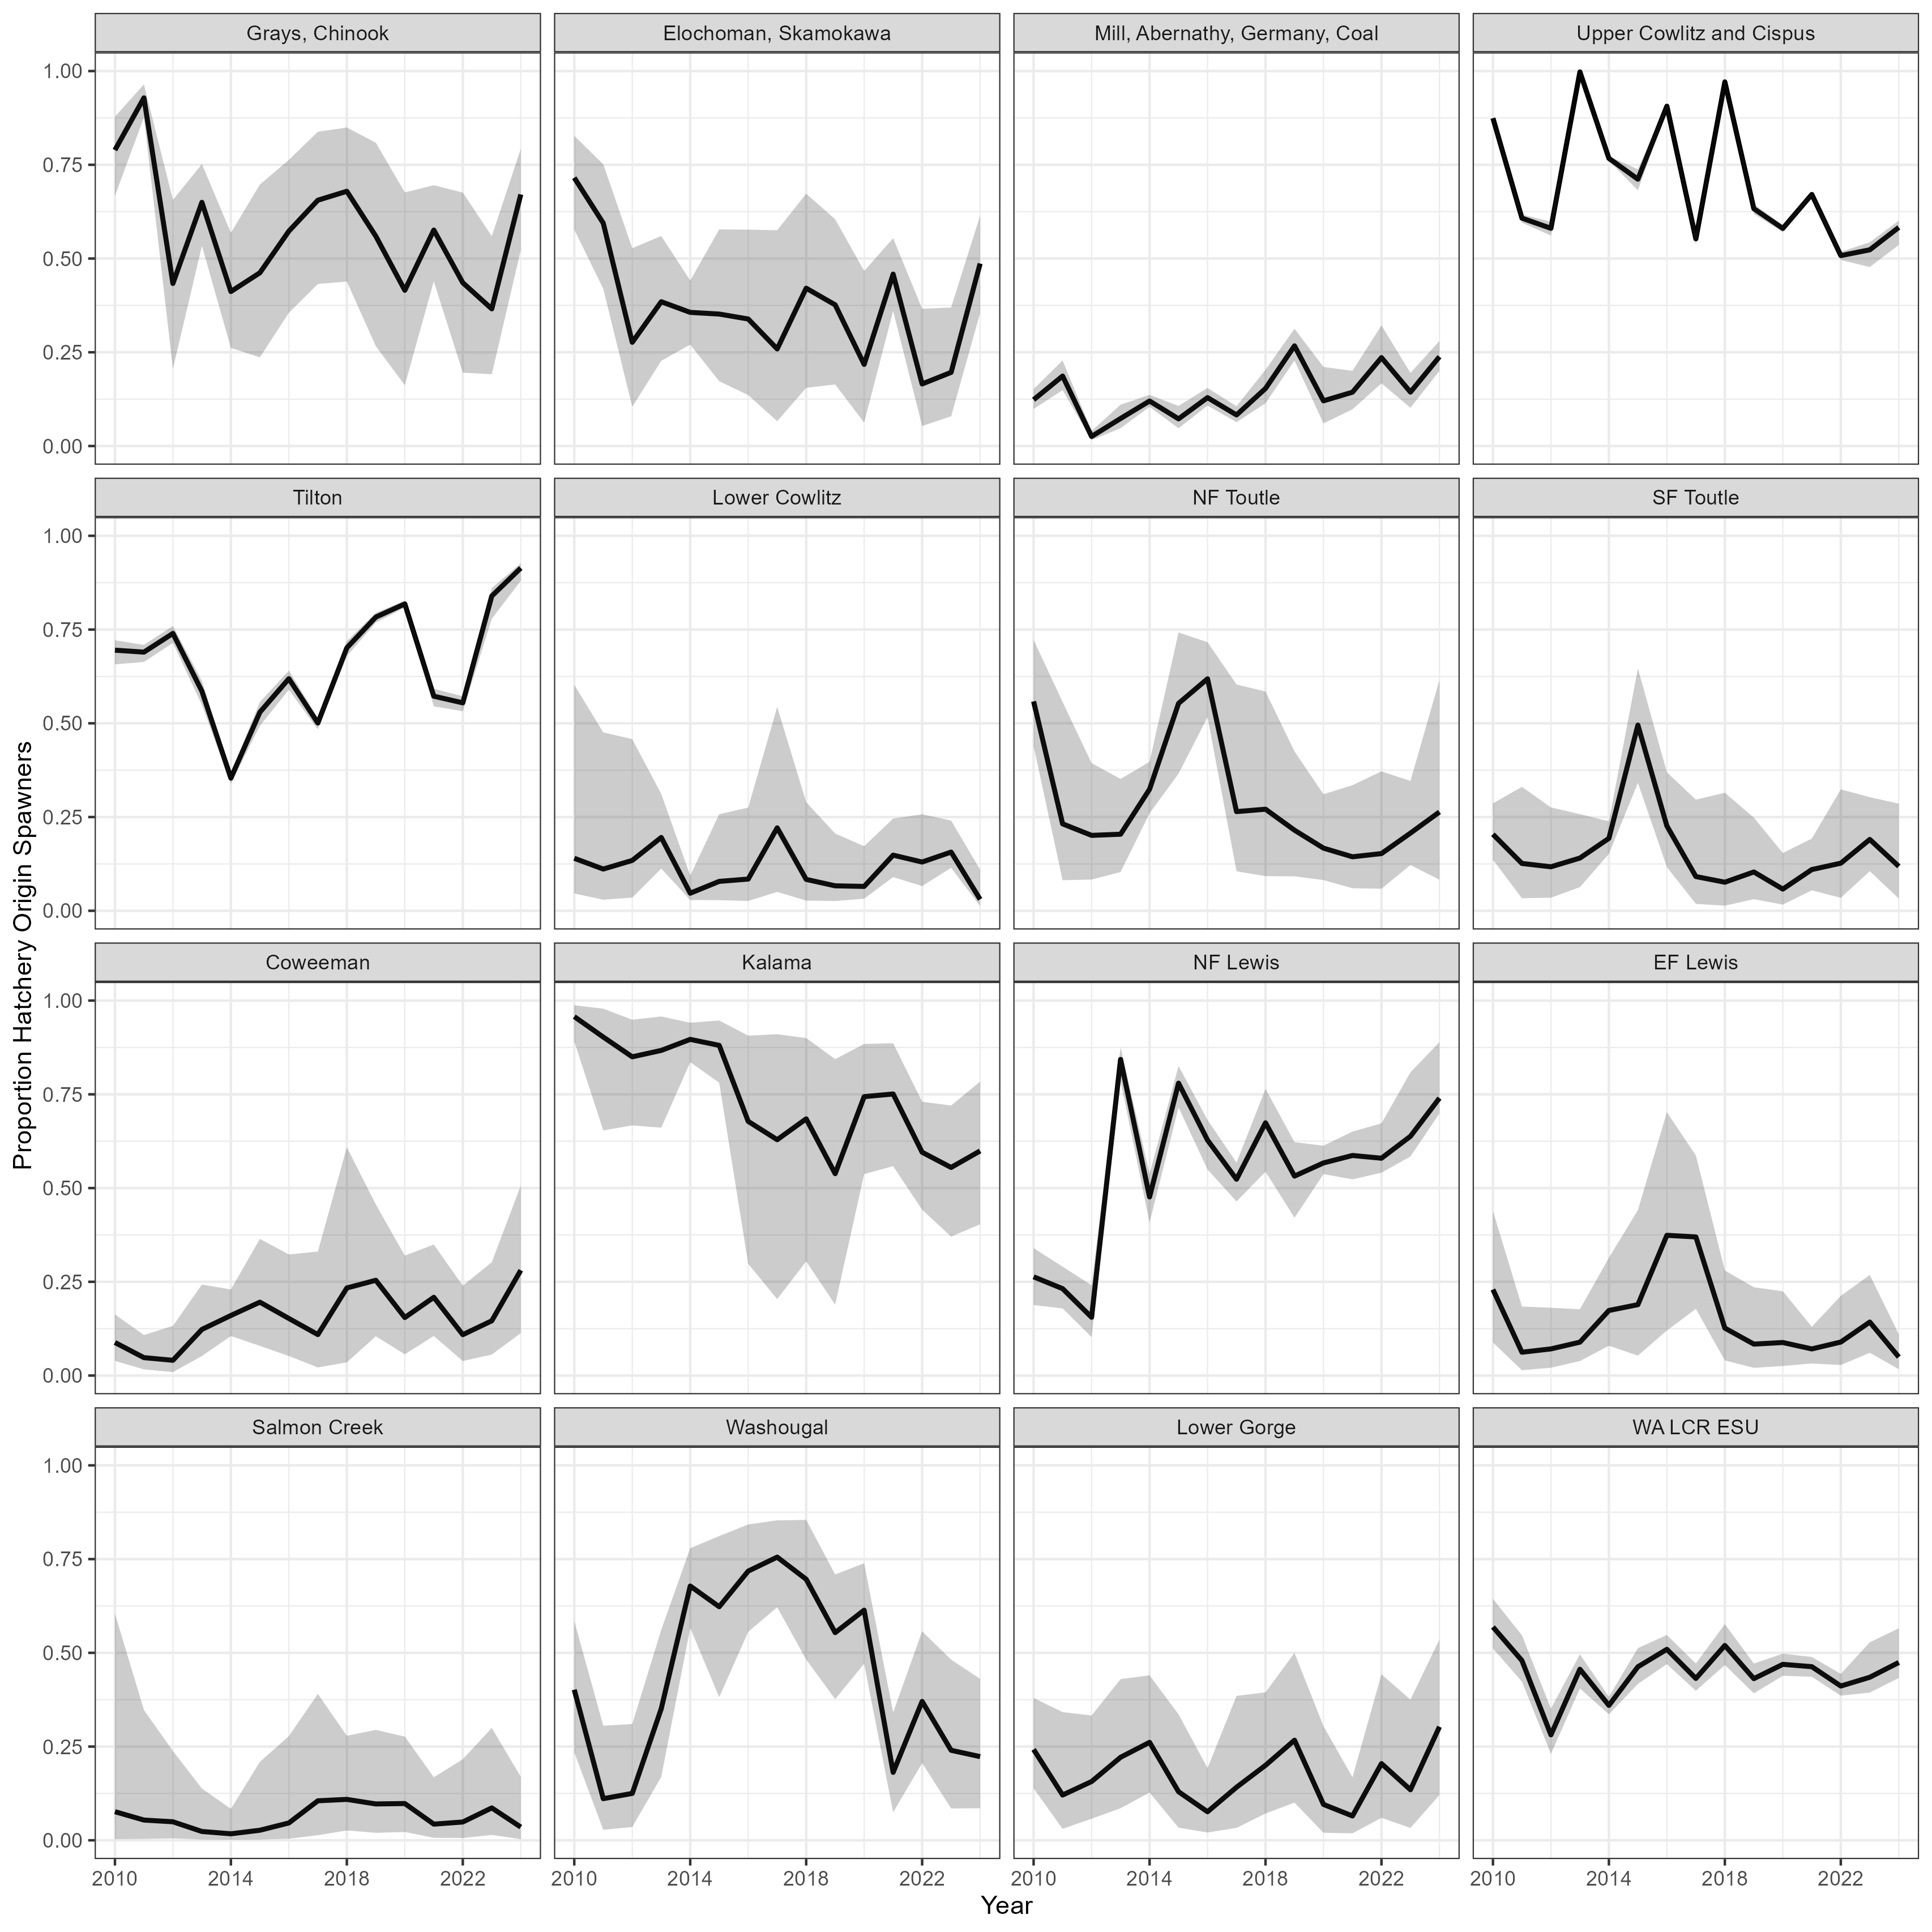 Grays, Chinook
Elochoman, Skamokawa
Mill, Abernathy, Germany, Coal
Upper Cowlitz and Cispus
1.00
0.75
0.50
0.25
0.00
Tilton
Lower Cowlitz
NF Toutle
SF Toutle
1.00
0.75
0.50
0.25
0.00
Coweeman
Kalama
NF Lewis
EF Lewis
1.00
0.75
0.50
0.25
0.00
Salmon Creek
Washougal
Lower Gorge
WA LCR ESU
1.00
0.75
0.50
0.25
0.00
2010 2014 2018 2022
2010 2014 2018 2022
2010 2014 2018 2022
2010 2014 2018 2022
Year
Proportion Hatchery Origin Spawners